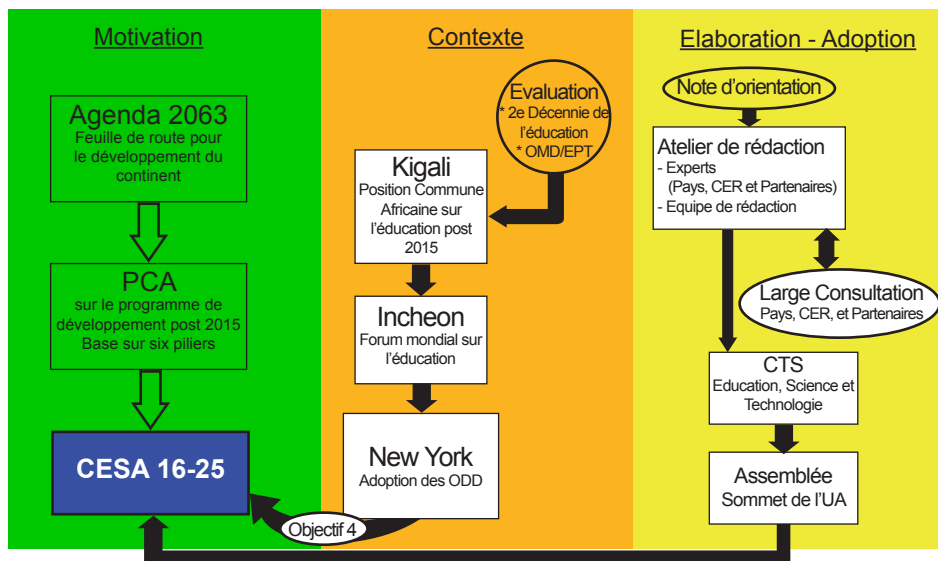 Motivation
Agenda 2063
Feuille de route pour
le développement du
continent
PCA
sur le programme de
développement post 2015
Base sur six piliers
CESA 16-25
Contexte
Evaluation
* 2e Décennie de
l'éducation
* OMD/EPT
Kigali
Position Commune
Africaine sur
l'éducation post
2015
Incheon
Forum mondial sur
l'éducation
New York
Adoption des ODD
Objectif 4
Elaboration - Adoption
Note d'orientation
Atelier de rédaction
- Experts
(Pays, CER et Partenaires)
- Equipe de rédaction
Large Consultation
Pays, CER, et Partenaires
CTS
Education, Science et
Technologie
Assemblée
Sommet de l'UA